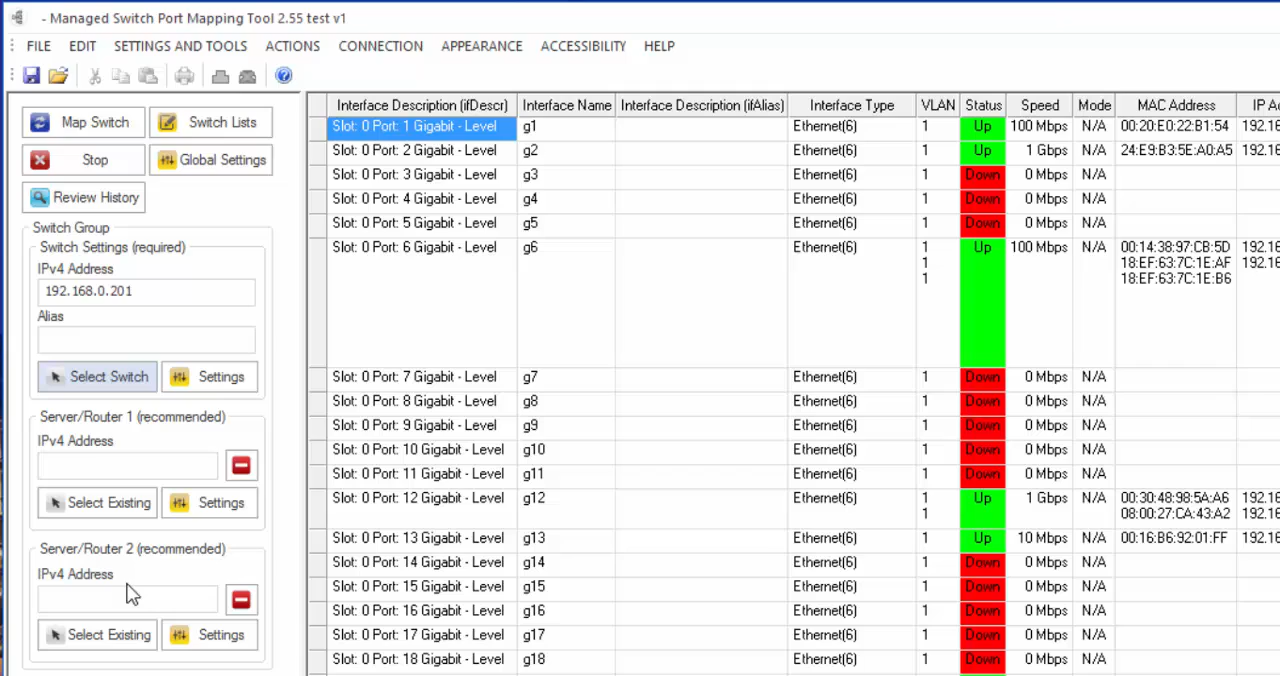 - Managed Switch Port Mapping Tool 2.55 test v1
FILE EDIT SETTINGS AND TOOLS ACTIONS CONNECTION APPEARANCE ACCESSIBILITY HELP
Map Switch Switch Lists
Stop Global Settings
Review History
Switch Group
Switch Settings (required)
IPv4 Address
192.168.0.201
Alias
Select Switch Settings
Server/Router 1 (recommended)
IPv4 Address
Select Existing Settings
Server/Router 2 (recommended)
IPv4 Address
Select Existing Settings
Interface Description (ifDescr) Interface Name Interface Description (ifAlias) Interface Type VLAN Status Speed Mode MAC Address IP A
Slot: 0 Port: 1 Gigabit - Level g1 Ethernet(6) 1 Up 100 Mbps N/A 00:20:E0:22:B1:54 192.16
Slot: 0 Port: 2 Gigabit - Level g2 Ethernet(6) 1 Up 1 Gbps N/A 24:E9:B3:5E:A0:A5 192.16
Slot: 0 Port: 3 Gigabit - Level g3 Ethernet(6) 1 Down 0 Mbps N/A
Slot: 0 Port: 4 Gigabit - Level g4 Ethernet(6) 1 Down 0 Mbps N/A
Slot: 0 Port: 5 Gigabit - Level g5 Ethernet(6) 1 Down 0 Mbps N/A
Slot: 0 Port: 6 Gigabit - Level g6 Ethernet(6) 1 Up 100 Mbps N/A 00:14:38:97:CB:5D 192.16
1 18:EF:63:7C:1E:AF 192.16
1 18:EF:63:7C:1E:B6
Slot: 0 Port: 7 Gigabit - Level g7 Ethernet(6) 1 Down 0 Mbps N/A
Slot: 0 Port: 8 Gigabit - Level g8 Ethernet(6) 1 Down 0 Mbps N/A
Slot: 0 Port: 9 Gigabit - Level g9 Ethernet(6) 1 Down 0 Mbps N/A
Slot: 0 Port: 10 Gigabit - Level g10 Ethernet(6) 1 Down 0 Mbps N/A
Slot: 0 Port: 11 Gigabit - Level g11 Ethernet(6) 1 Down 0 Mbps N/A
Slot: 0 Port: 12 Gigabit - Level g12 Ethernet(6) 1 Up 1 Gbps N/A 00:30:48:98:5A:A6 192.16
1 08:00:27:CA:43:A2 192.16
Slot: 0 Port: 13 Gigabit - Level g13 Ethernet(6) 1 Up 10 Mbps N/A 00:16:B6:92:01:FF 192.16
Slot: 0 Port: 14 Gigabit - Level g14 Ethernet(6) 1 Down 0 Mbps N/A
Slot: 0 Port: 15 Gigabit - Level g15 Ethernet(6) 1 Down 0 Mbps N/A
Slot: 0 Port: 16 Gigabit - Level g16 Ethernet(6) 1 Down 0 Mbps N/A
Slot: 0 Port: 17 Gigabit - Level g17 Ethernet(6) 1 Down 0 Mbps N/A
Slot: 0 Port: 18 Gigabit - Level g18 Ethernet(6) 1 Down 0 Mbps N/A